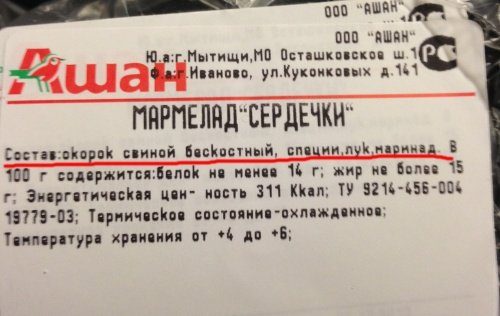 ООО "АШАН"
ООО "АШАН"
Ашан
Ю.а:г.Мытищи,МО Осташковское ш.1
Ф.а:г.Иваново, ул.Куконковых д.141
РС
МАРМЕЛАД"СЕРДЕЧКИ"
Состав:окорок свиной бескостный, специи,лук,маринад. В
100 г содержится:белок не менее 14 г; жир не более 15
г; Энергетическая цен- ность 311 Ккал; ТУ 9214-456-004
19779-03; Термическое состояние-охлажденное;
Температура хранения от +4 до +6;